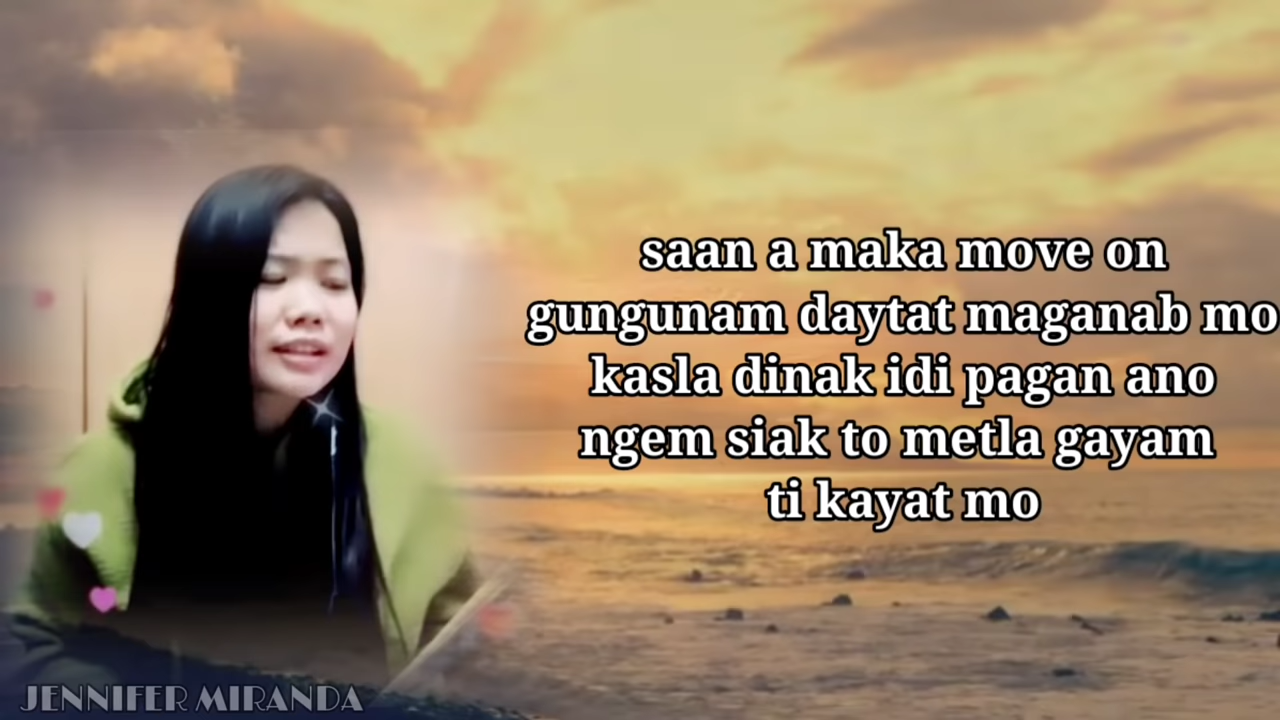 saan a maka move on
gungunam daytat maganab mo
kasla dinak idi pagan ano
ngem siak to metla gayam
ti kayat mo
JENNIFER MIRANDA